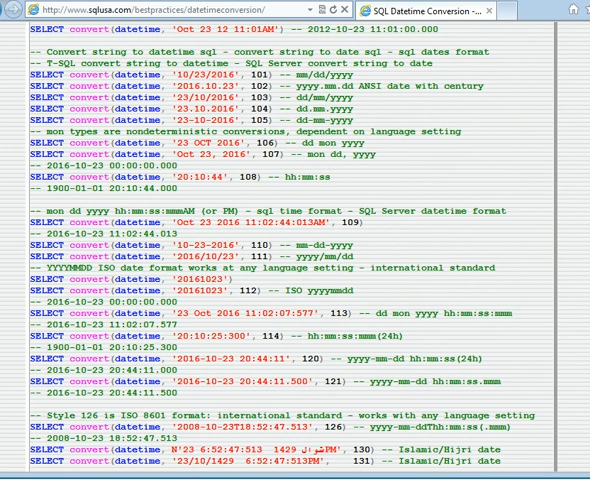 http://www.sqlusa.com/bestpractices/datetimeconversion/
SQL Datetime Conversion -...
SELECT convert(datetime, 'Oct 23 12 11:01AM') -- 2012-10-23 11:01:00.000
-- Convert string to datetime sql - convert string to date sql - sql dates format
-- T-SQL convert string to datetime - SQL Server convert string to date
SELECT convert(datetime, '10/23/2016', 101) -- mm/dd/yyyy
SELECT convert(datetime, '2016.10.23', 102) -- yyyy.mm.dd ANSI date with century
SELECT convert(datetime, '23/10/2016', 103) -- dd/mm/yyyy
SELECT convert(datetime, '23.10.2016', 104) -- dd.mm.yyyy
SELECT convert(datetime, '23-10-2016', 105) -- dd-mm-yyyy
-- mon types are nondeterministic conversions, dependent on language setting
SELECT convert(datetime, '23 OCT 2016', 106) -- dd mon yyyy
SELECT convert(datetime, 'Oct 23, 2016', 107) -- mon dd, yyyy
-- 2016-10-23 00:00:00.000
SELECT convert(datetime, '20:10:44', 108) -- hh:mm:ss
-- 1900-01-01 20:10:44.000
-- mon dd yyyy hh:mm:ss:mmmAM (or PM) - sql time format - SQL Server datetime format
SELECT convert(datetime, 'Oct 23 2016 11:02:44:013AM', 109)
-- 2016-10-23 11:02:44.013
SELECT convert(datetime, '10-23-2016', 110) -- mm-dd-yyyy
SELECT convert(datetime, '2016/10/23', 111) -- yyyy/mm/dd
-- YYYYMMDD ISO date format works at any language setting - international standard
SELECT convert(datetime, '20161023')
SELECT convert(datetime, '20161023', 112) -- ISO yyyymmdd
-- 2016-10-23 00:00:00.000
SELECT convert(datetime, '23 Oct 2016 11:02:07:577', 113) -- dd mon yyyy hh:mm:ss:mmm
-- 2016-10-23 11:02:07.577
SELECT convert(datetime, '20:10:25:300', 114) -- hh:mm:ss:mmm(24h)
-- 1900-01-01 20:10:25.300
SELECT convert(datetime, '2016-10-23 20:44:11', 120) -- yyyy-mm-dd hh:mm:ss(24h)
-- 2016-10-23 20:44:11.000
SELECT convert(datetime, '2016-10-23 20:44:11.500', 121) -- yyyy-mm-dd hh:mm:ss.mmm
-- 2016-10-23 20:44:11.500
-- Style 126 is ISO 8601 format: international standard - works with any language setting
SELECT convert(datetime, '2008-10-23T18:52:47.513', 126) -- yyyy-mm-ddThh:mm:ss(.mmm)
-- 2008-10-23 18:52:47.513
SELECT convert(datetime, N'23 شوال 1429 6:52:47:513PM', 130) -- Islamic/Hijri date
SELECT convert(datetime, '23/10/1429 6:52:47:513PM', 131) -- Islamic/Hijri date